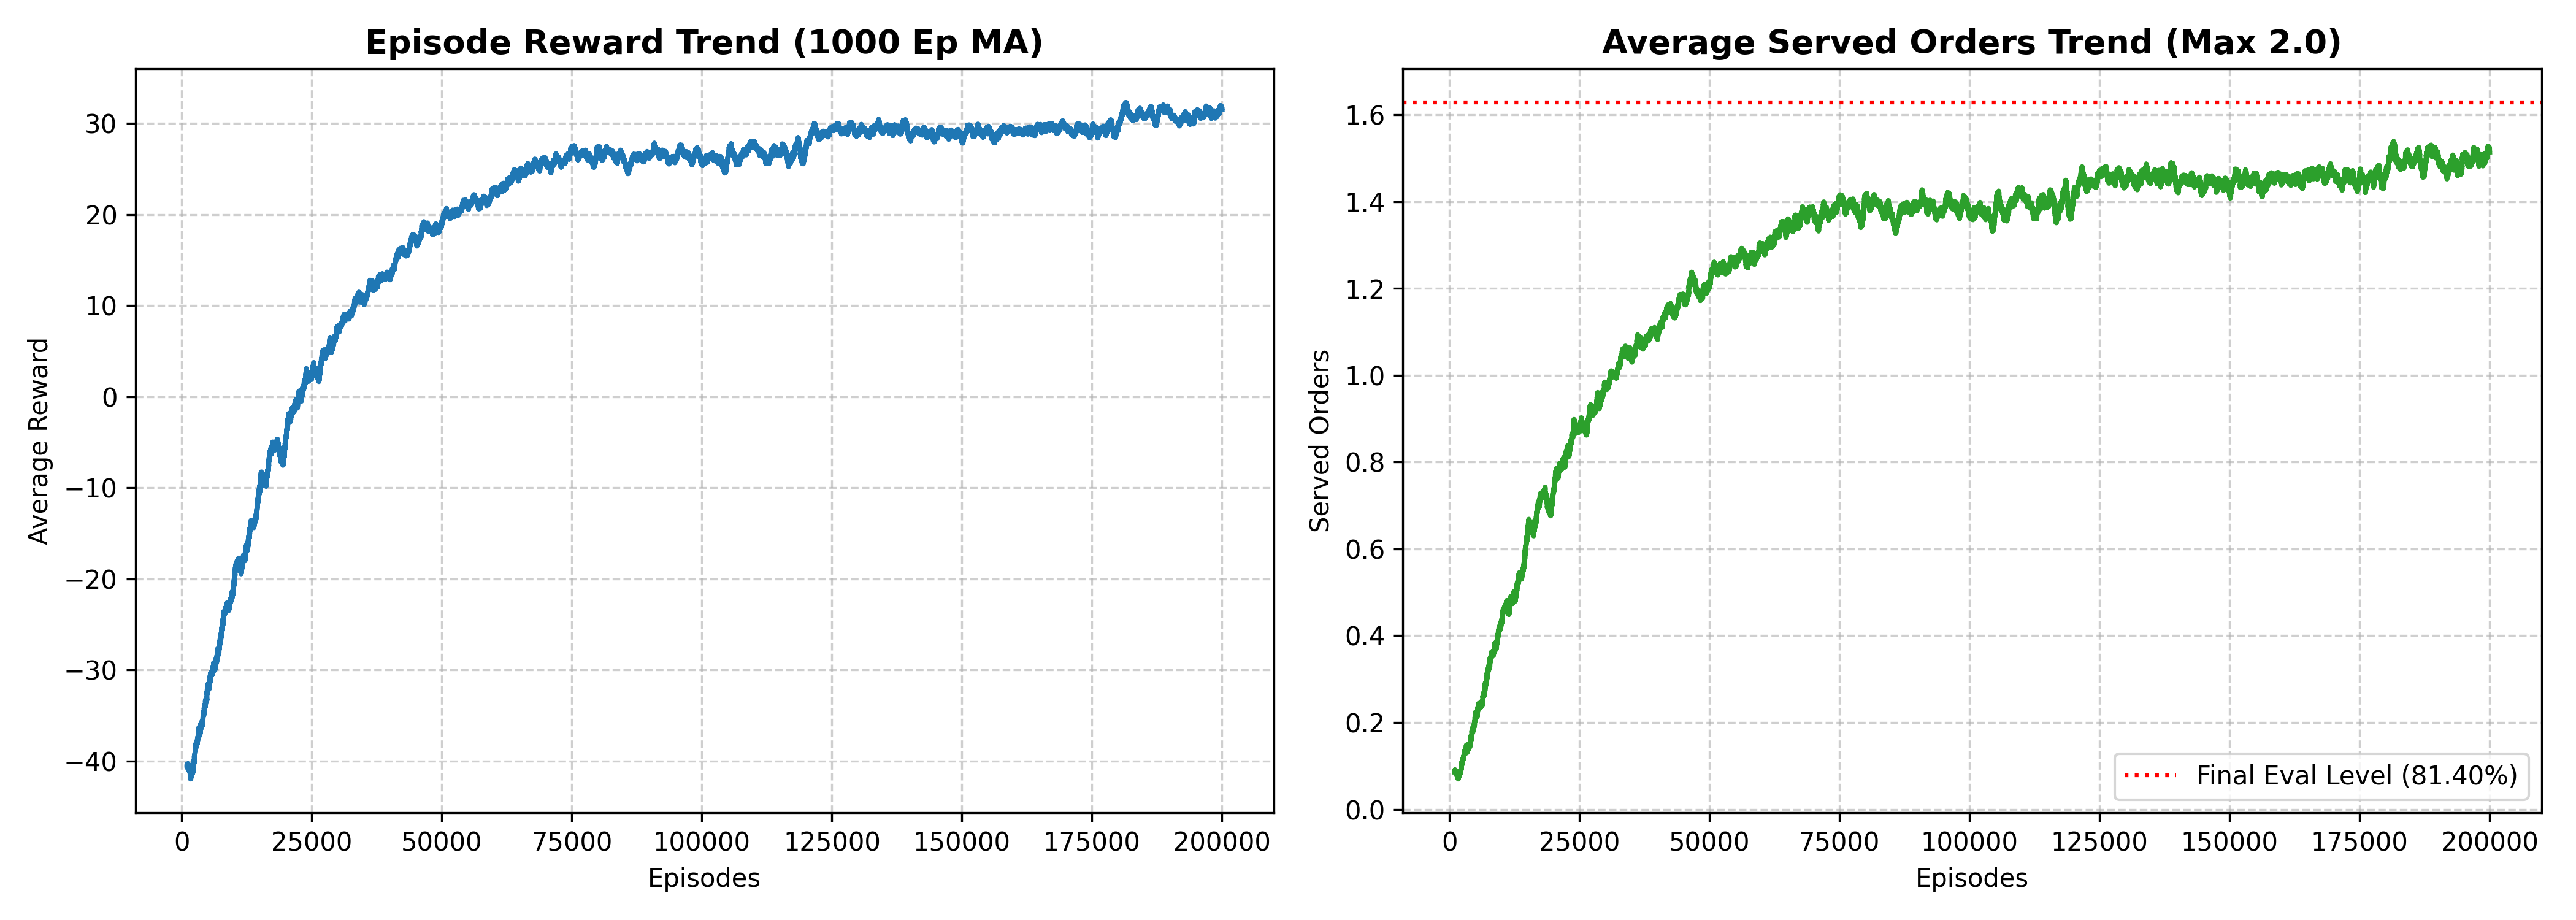 Episode Reward Trend (1000 Ep MA)
Average Reward
30
20
10
0
−10
−20
−30
−40
0 25000 50000 75000 100000 125000 150000 175000 200000
Episodes
Average Served Orders Trend (Max 2.0)
Served Orders
1.6
1.4
1.2
1.0
0.8
0.6
0.4
0.2
0.0
Final Eval Level (81.40%)
0 25000 50000 75000 100000 125000 150000 175000 200000
Episodes